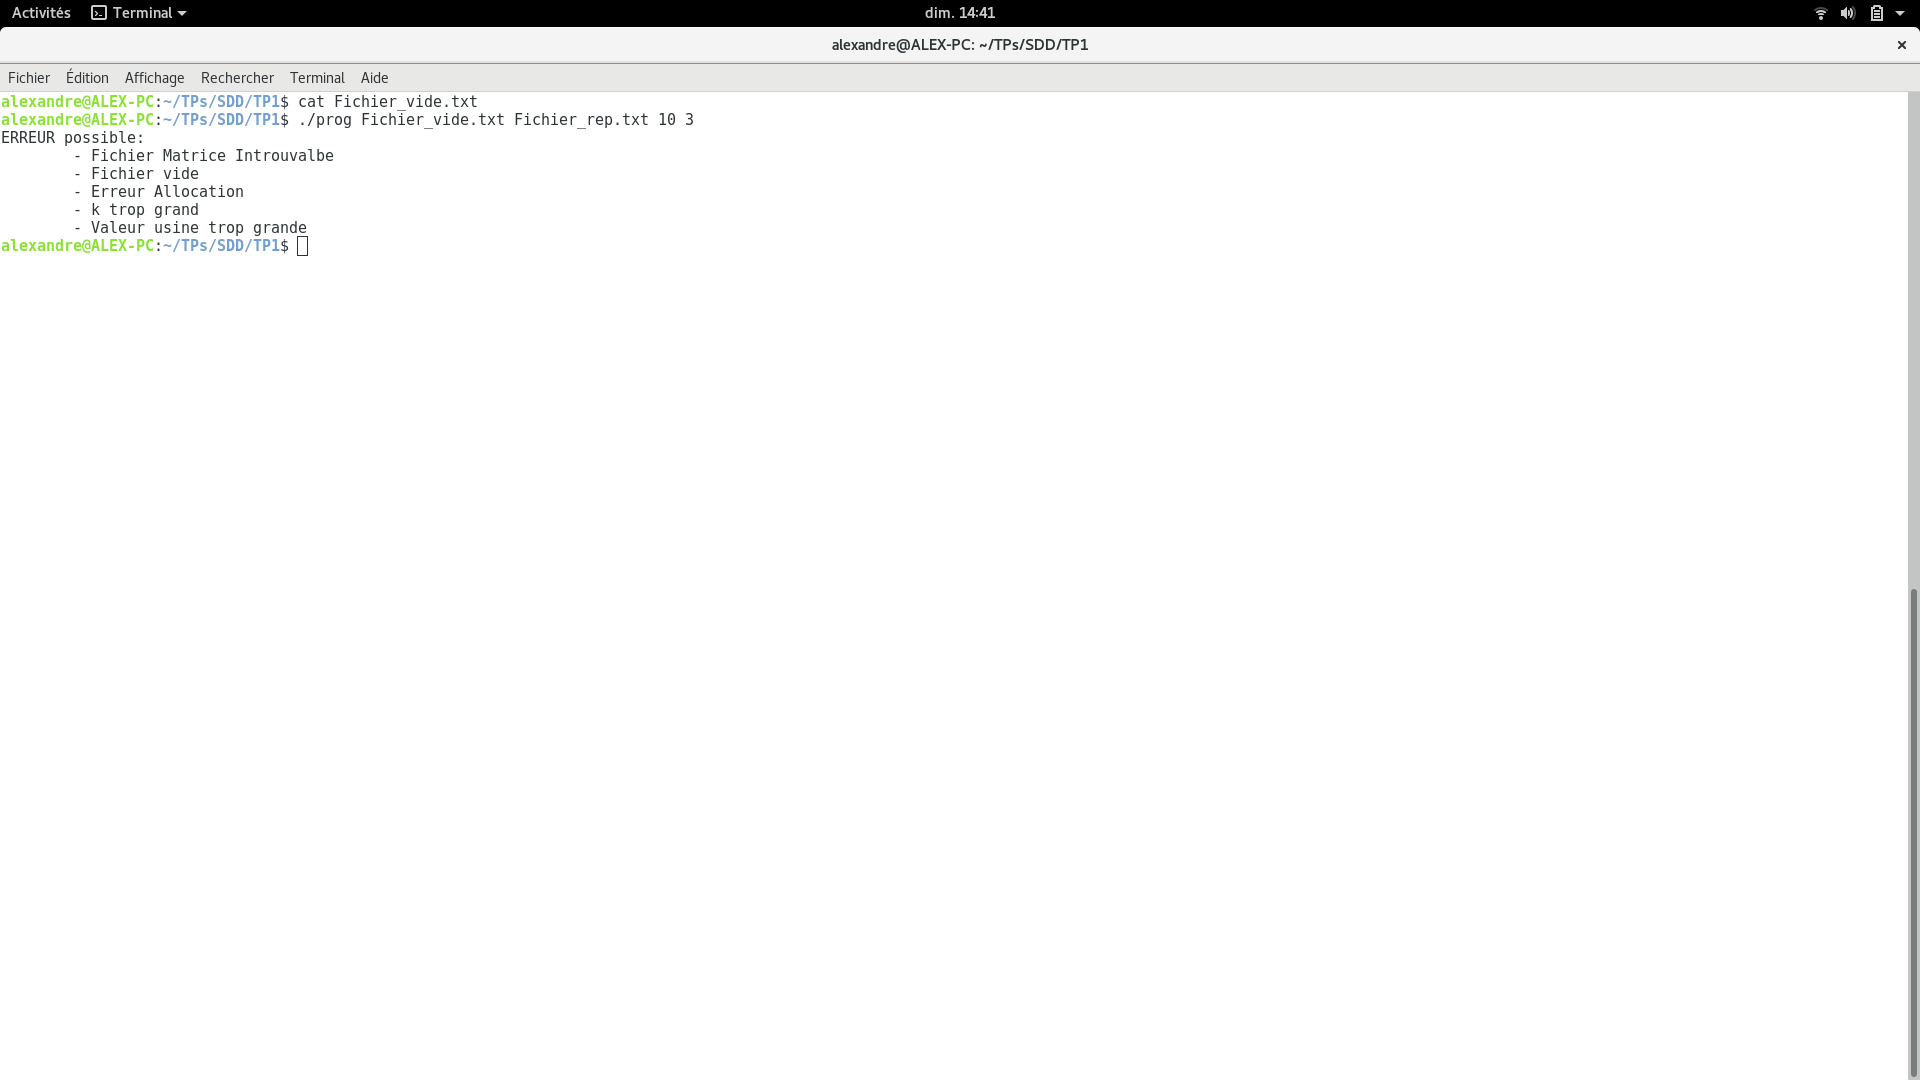 Activités Terminal dim. 14:41
alexandre@ALEX-PC: ~/TPs/SDD/TP1
Fichier Édition Affichage Rechercher Terminal Aide
alexandre@ALEX-PC:~/TPs/SDD/TP1$ cat Fichier_vide.txt
alexandre@ALEX-PC:~/TPs/SDD/TP1$ ./prog Fichier_vide.txt Fichier_rep.txt 10 3
ERREUR possible:
- Fichier Matrice Introuvalbe
- Fichier vide
- Erreur Allocation
- k trop grand
- Valeur usine trop grande
alexandre@ALEX-PC:~/TPs/SDD/TP1$